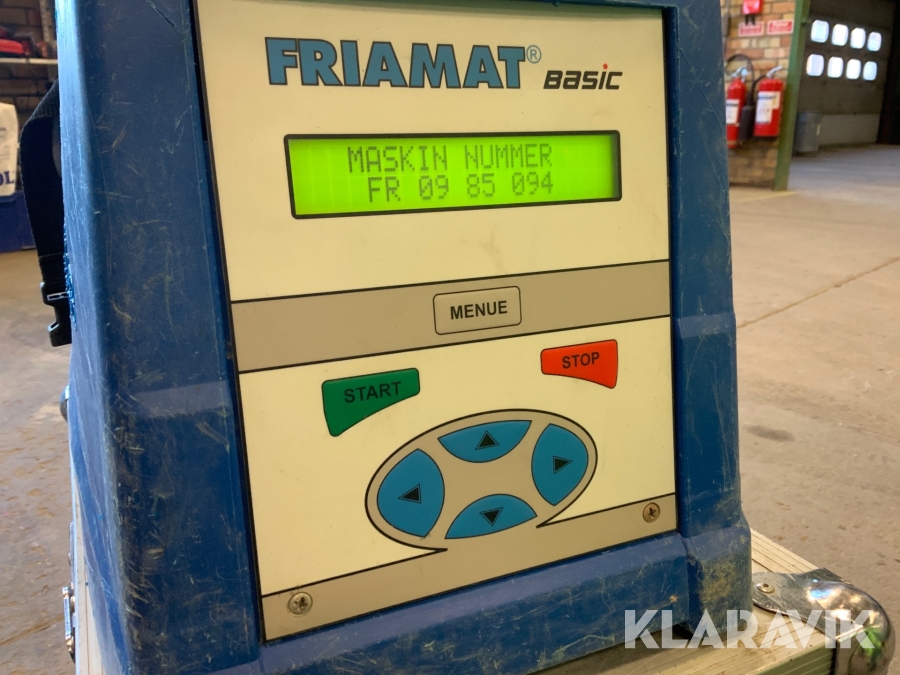 FRIAMAT® BASIC
MASKIN NUMMER
FR 09 85 094
MENUE
START
STOP
KLARAVIK